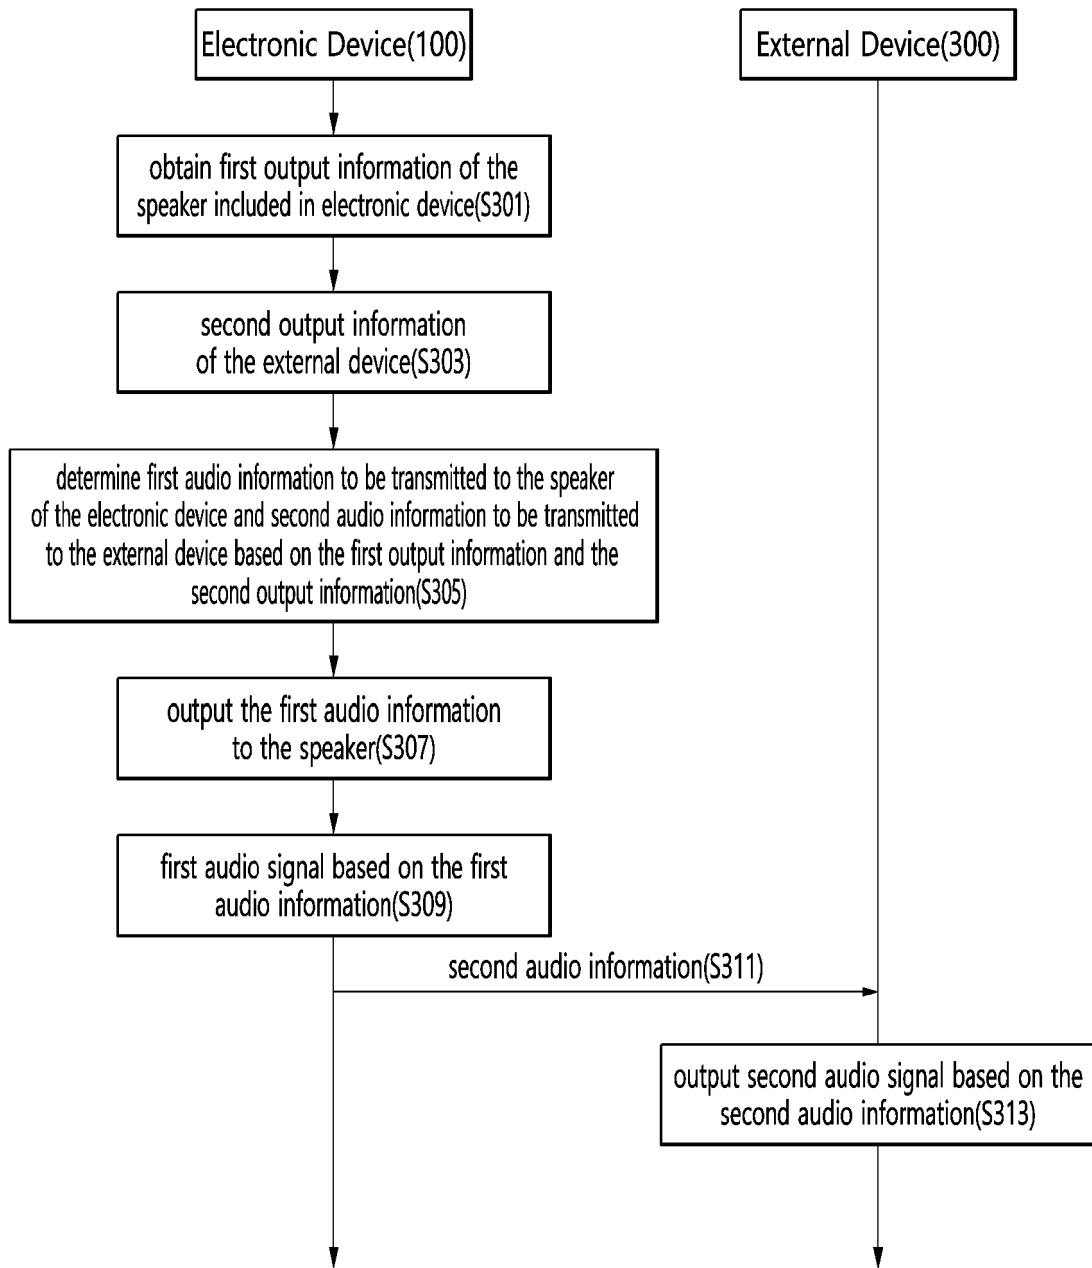 Electronic Device(100)
External Device(300)
obtain first output information of the
speaker included in electronic device(S301)
second output information
of the external device(S303)
determine first audio information to be transmitted to the speaker
of the electronic device and second audio information to be transmitted
to the external device based on the first output information and the
second output information(S305)
output the first audio information
to the speaker(S307)
first audio signal based on the first
audio information(S309)
second audio information(S311)
output second audio signal based on the
second audio information(S313)